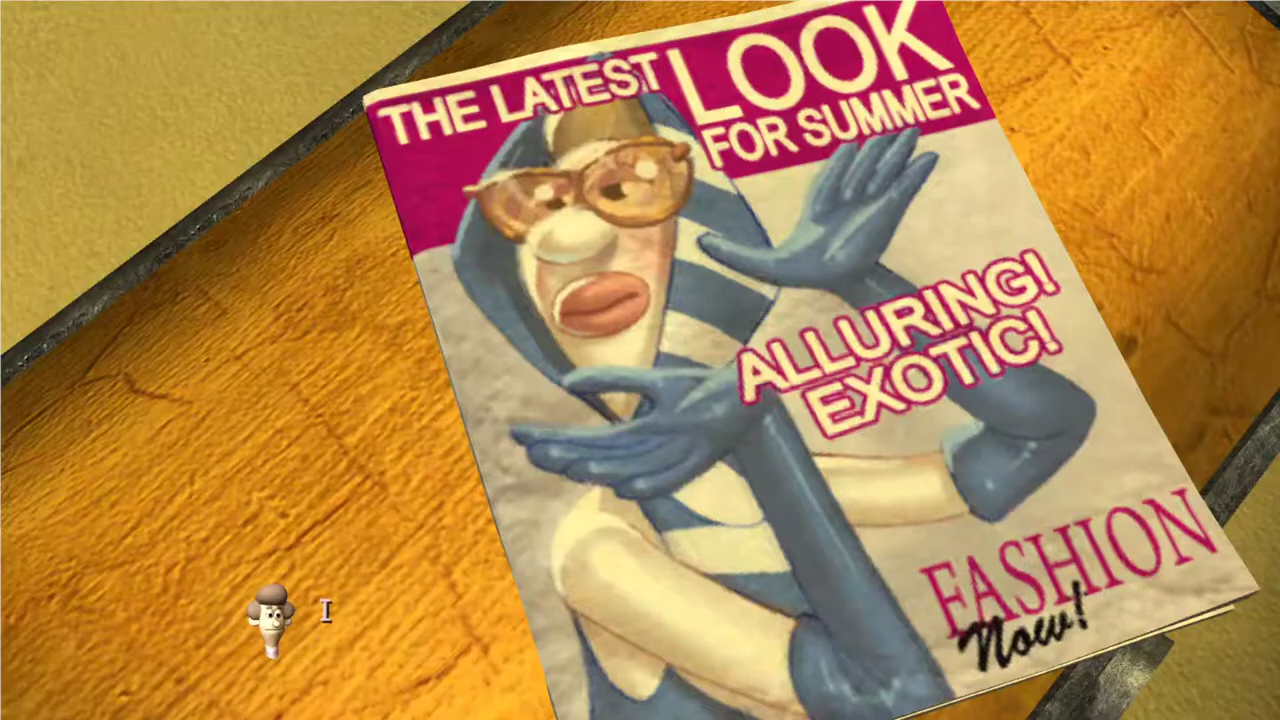 THE LATEST
LOOK
FOR SUMMER
ALLURING!
EXOTIC!
FASHION
Now!
I